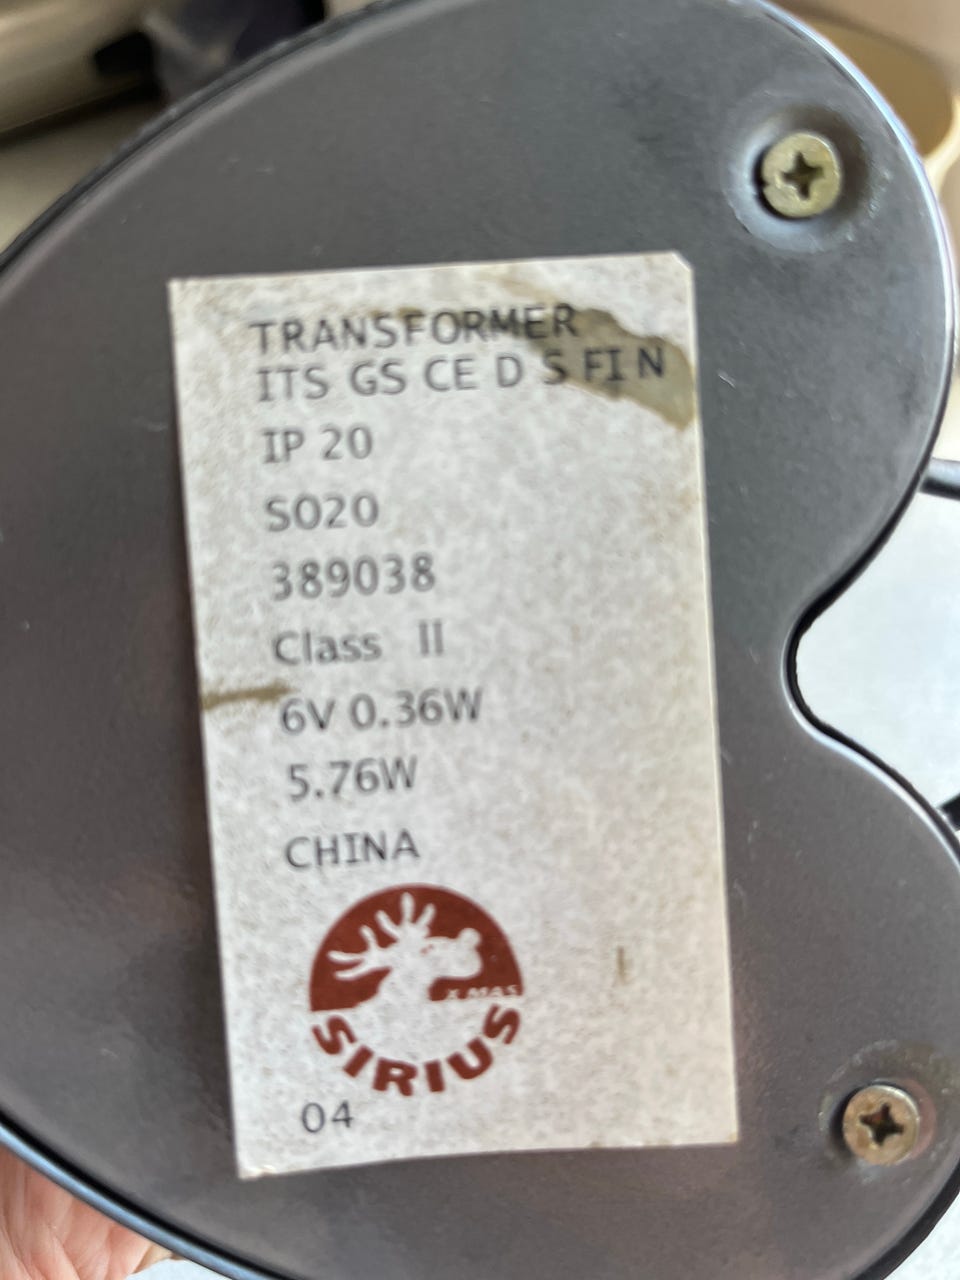 TRANSFORMER
ITS GS CE D S FI N
IP 20
SO20
389038
Class II
6V 0.36W
5.76W
CHINA
X MAS
SIRIUS
04